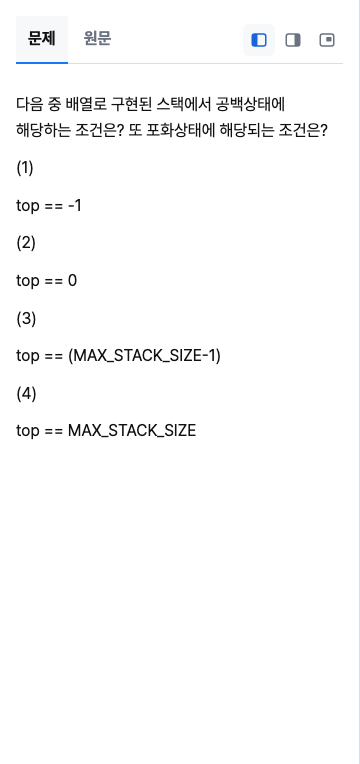 문제 원문
다음 중 배열로 구현된 스택에서 공백상태에
해당하는 조건은? 또 포화상태에 해당되는 조건은?
(1)
top == -1
(2)
top == 0
(3)
top == (MAX_STACK_SIZE-1)
(4)
top == MAX_STACK_SIZE